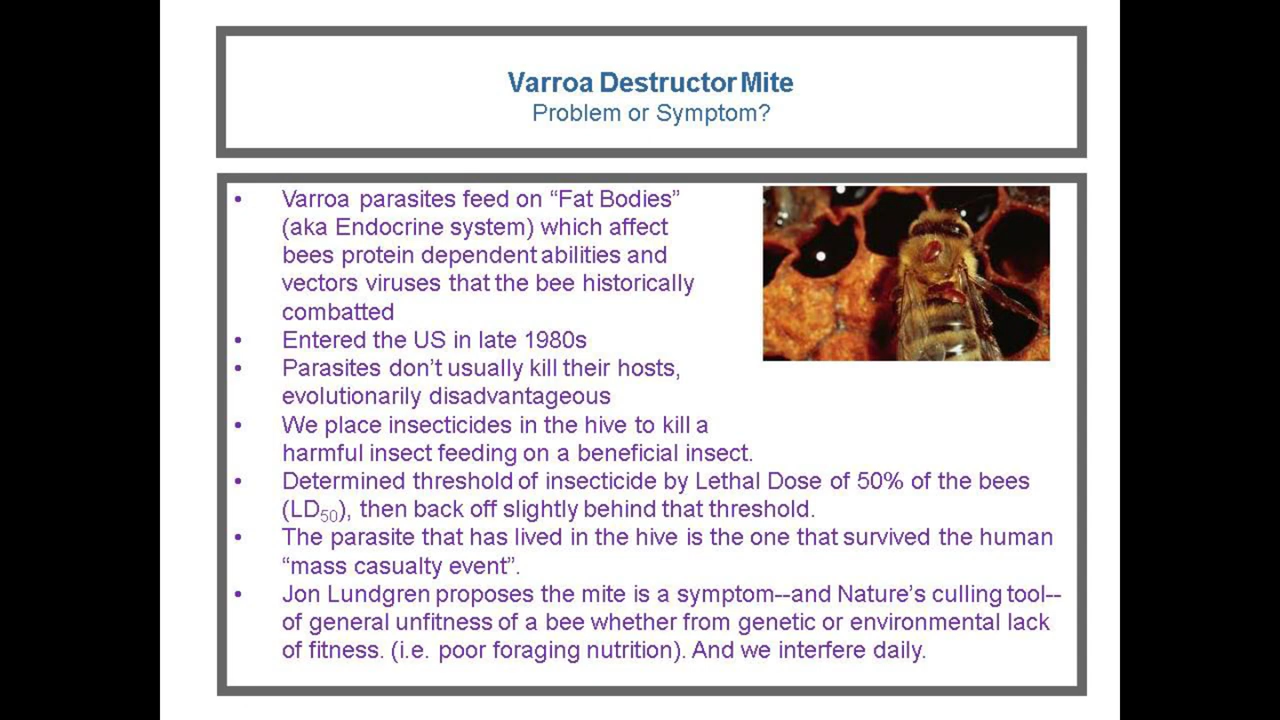 Varroa Destructor Mite
Problem or Symptom?
• Varroa parasites feed on “Fat Bodies”
(aka Endocrine system) which affect
bees protein dependent abilities and
vectors viruses that the bee historically
combatted
• Entered the US in late 1980s
• Parasites don’t usually kill their hosts,
evolutionarily disadvantageous
• We place insecticides in the hive to kill a
harmful insect feeding on a beneficial insect.
• Determined threshold of insecticide by Lethal Dose of 50% of the bees
(LD50), then back off slightly behind that threshold.
• The parasite that has lived in the hive is the one that survived the human
“mass casualty event”.
• Jon Lundgren proposes the mite is a symptom--and Nature’s culling tool--
of general unfitness of a bee whether from genetic or environmental lack
of fitness. (i.e. poor foraging nutrition). And we interfere daily.